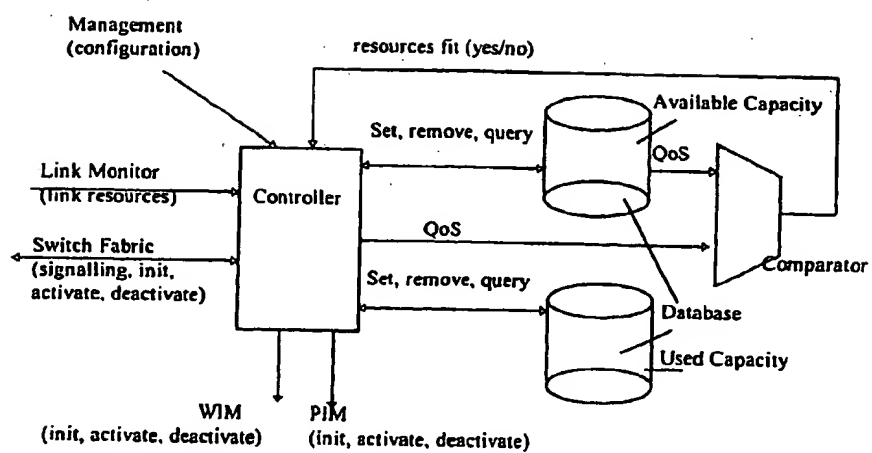 Management
(configuration)
resources fit (yes/no)
Available Capacity
Set, remove, query
QoS
Link Monitor
(link resources)
Controller
QoS
Switch Fabric
(signalling, init,
activate, deactivate)
Comparator
Set, remove, query
Database
Used Capacity
WIM
(init, activate, deactivate)
PIM
(init, activate, deactivate)